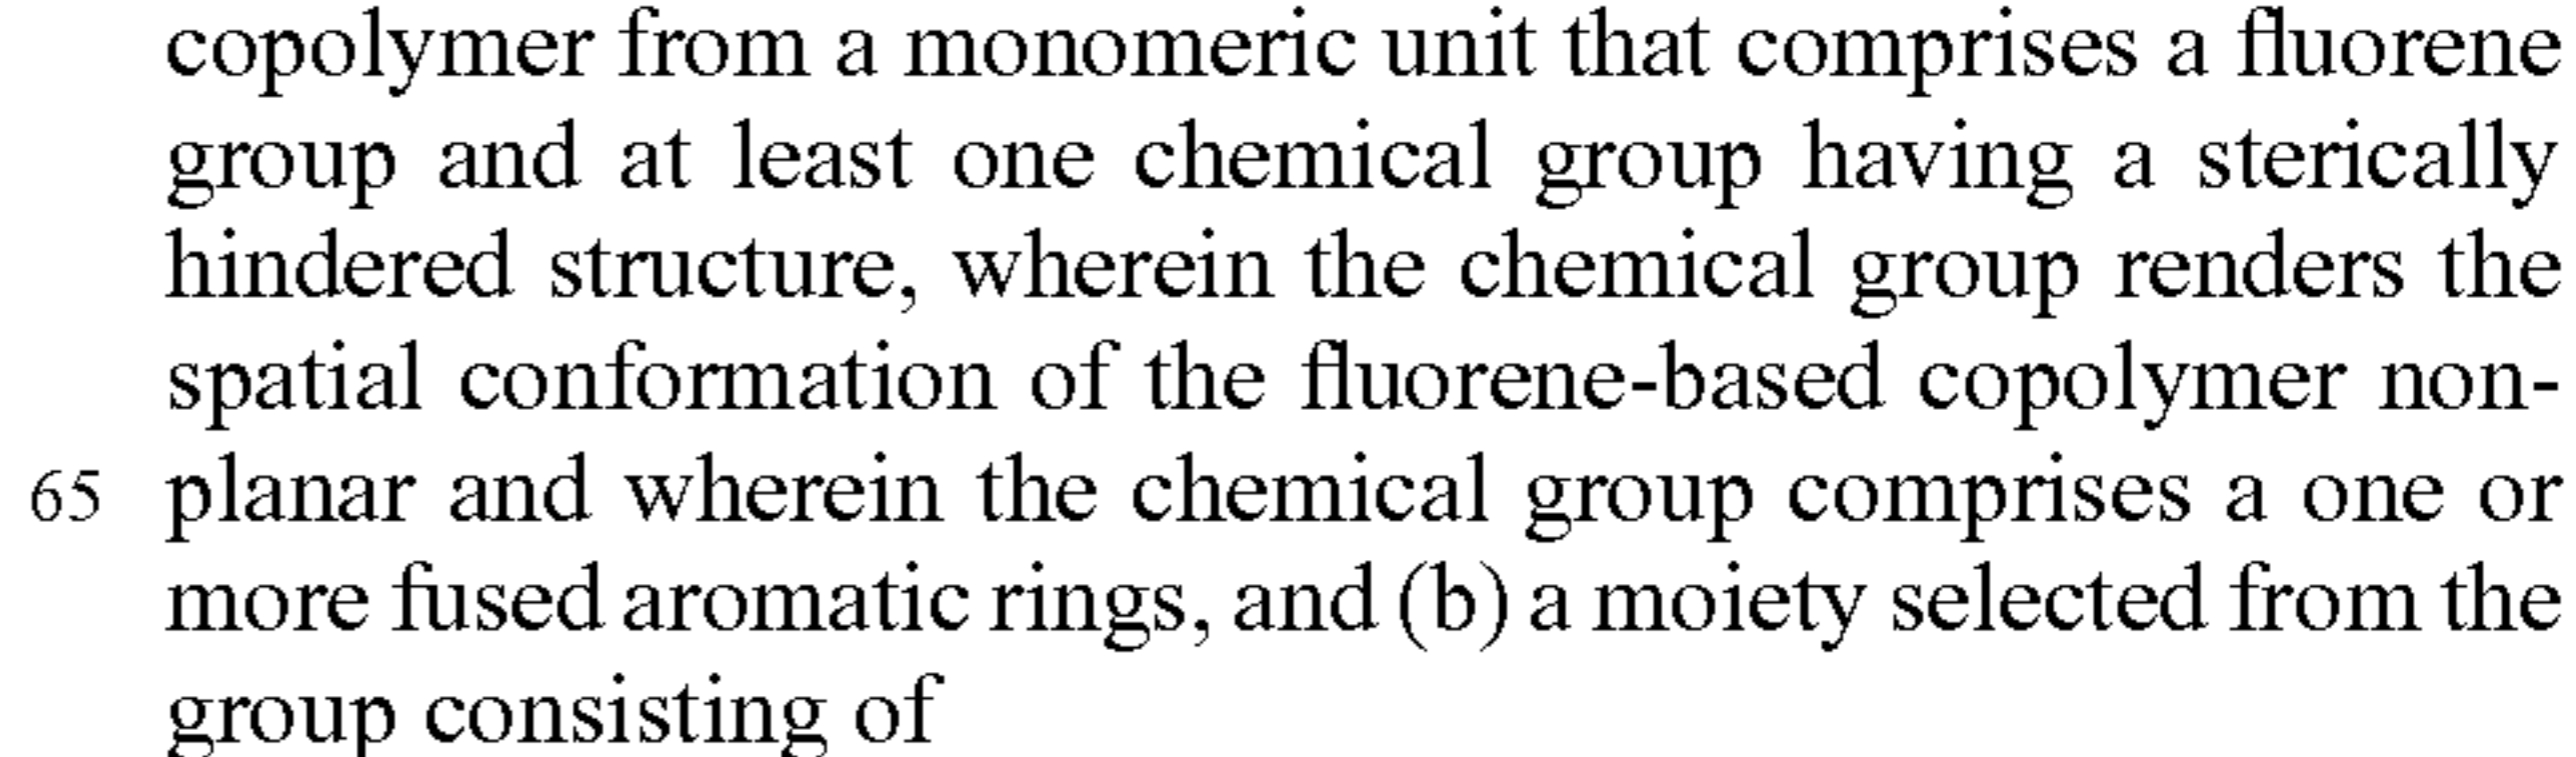 copolymer from a monomeric unit that comprises a fluorene
group and at least one chemical group having a sterically
hindered structure, wherein the chemical group renders the
spatial conformation of the fluorene-based copolymer non-
65 planar and wherein the chemical group comprises a one or
more fused aromatic rings, and (b) a moiety selected from the
group consisting of